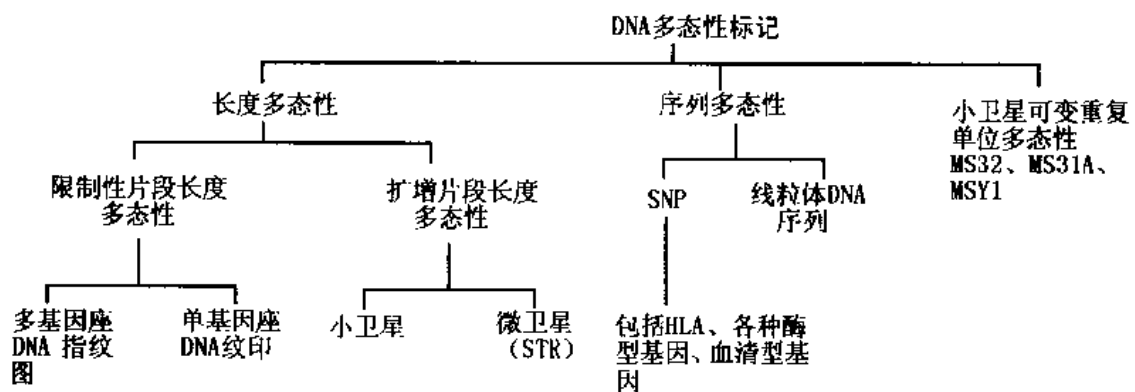 DNA多态性标记
长度多态性
序列多态性
小卫星可变重复
单位多态性
MS32、MS31A、
MSY1
限制性片段长度
多态性
扩增片段长度
多态性
SNP
线粒体DNA
序列
多基因座
DNA 指纹
图
单基因座
DNA纹印
小卫星
微卫星
(STR)
包括HLA、各种酶
型基因、血清型基
因